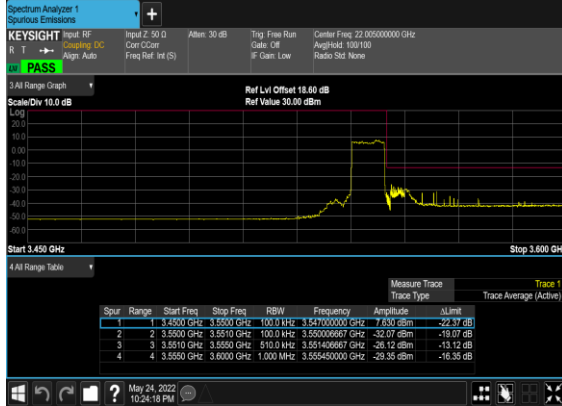 Spectrum Analyzer 1
Spurious Emissions
+
KEYSIGHT Input: RF
R T Coupling: DC
Align: Auto
LXI PASS
Input Z: 50 Ω
Corr CCorr
Freq Ref: Int (S)
Atten: 30 dB
Trig: Free Run
Gate: Off
IF Gain: Low
Center Freq: 22.005000000 GHz
Avg|Hold: 100/100
Radio Std: None
3 All Range Graph
Scale/Div 10.0 dB
Ref Lvl Offset 18.60 dB
Ref Value 30.00 dBm
Log
20.0
10.0
0.00
-10.0
-20.0
-30.0
-40.0
-50.0
-60.0
Start 3.450 GHz Stop 3.600 GH
4 All Range Table
Measure Trace Trace 1
Trace Type Trace Average (Active)
Spur Range Start Freq Stop Freq RBW Frequency Amplitude ΔLimit
1 1 3.4500 GHz 3.5500 GHz 100.0 kHz 3.547000000 GHz 7.630 dBm -22.37 dB
2 2 3.5500 GHz 3.5510 GHz 100.0 kHz 3.550006667 GHz -32.07 dBm -19.07 dB
3 3 3.5510 GHz 3.5550 GHz 510.0 kHz 3.551406667 GHz -26.12 dBm -13.12 dB
4 4 3.5550 GHz 3.6000 GHz 1.000 MHz 3.555450000 GHz -29.35 dBm -16.35 dB
?
May 24, 2022
10:24:18 PM